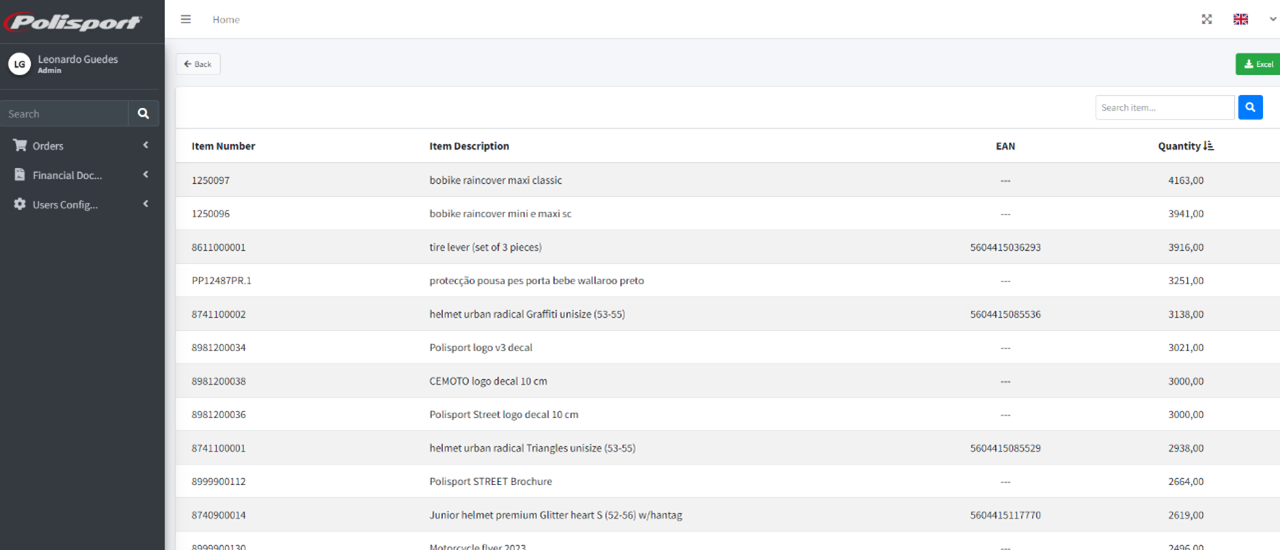 Polisport
Home
LG
Leonardo Guedes
Admin
Back
Excel
Search
Search item...
Orders
Financial Doc...
Users Config...
Item Number Item Description EAN Quantity
1250097 bobike raincover maxi classic --- 4163,00
1250096 bobike raincover mini e maxi sc --- 3941,00
8611000001 tire lever (set of 3 pieces) 5604415036293 3916,00
PP12487PR.1 protecção pousa pes porta bebe wallaroo preto --- 3251,00
8741100002 helmet urban radical Graffiti unisize (53-55) 5604415085536 3138,00
8981200034 Polisport logo v3 decal --- 3021,00
8981200038 CEMOTO logo decal 10 cm --- 3000,00
8981200036 Polisport Street logo decal 10 cm --- 3000,00
8741100001 helmet urban radical Triangles unisize (53-55) 5604415085529 2938,00
8999900112 Polisport STREET Brochure --- 2664,00
8740900014 Junior helmet premium Glitter heart S (52-56) w/hantag 5604415117770 2619,00
8999900130 Motorcycle flyer 2023 --- 2496,00